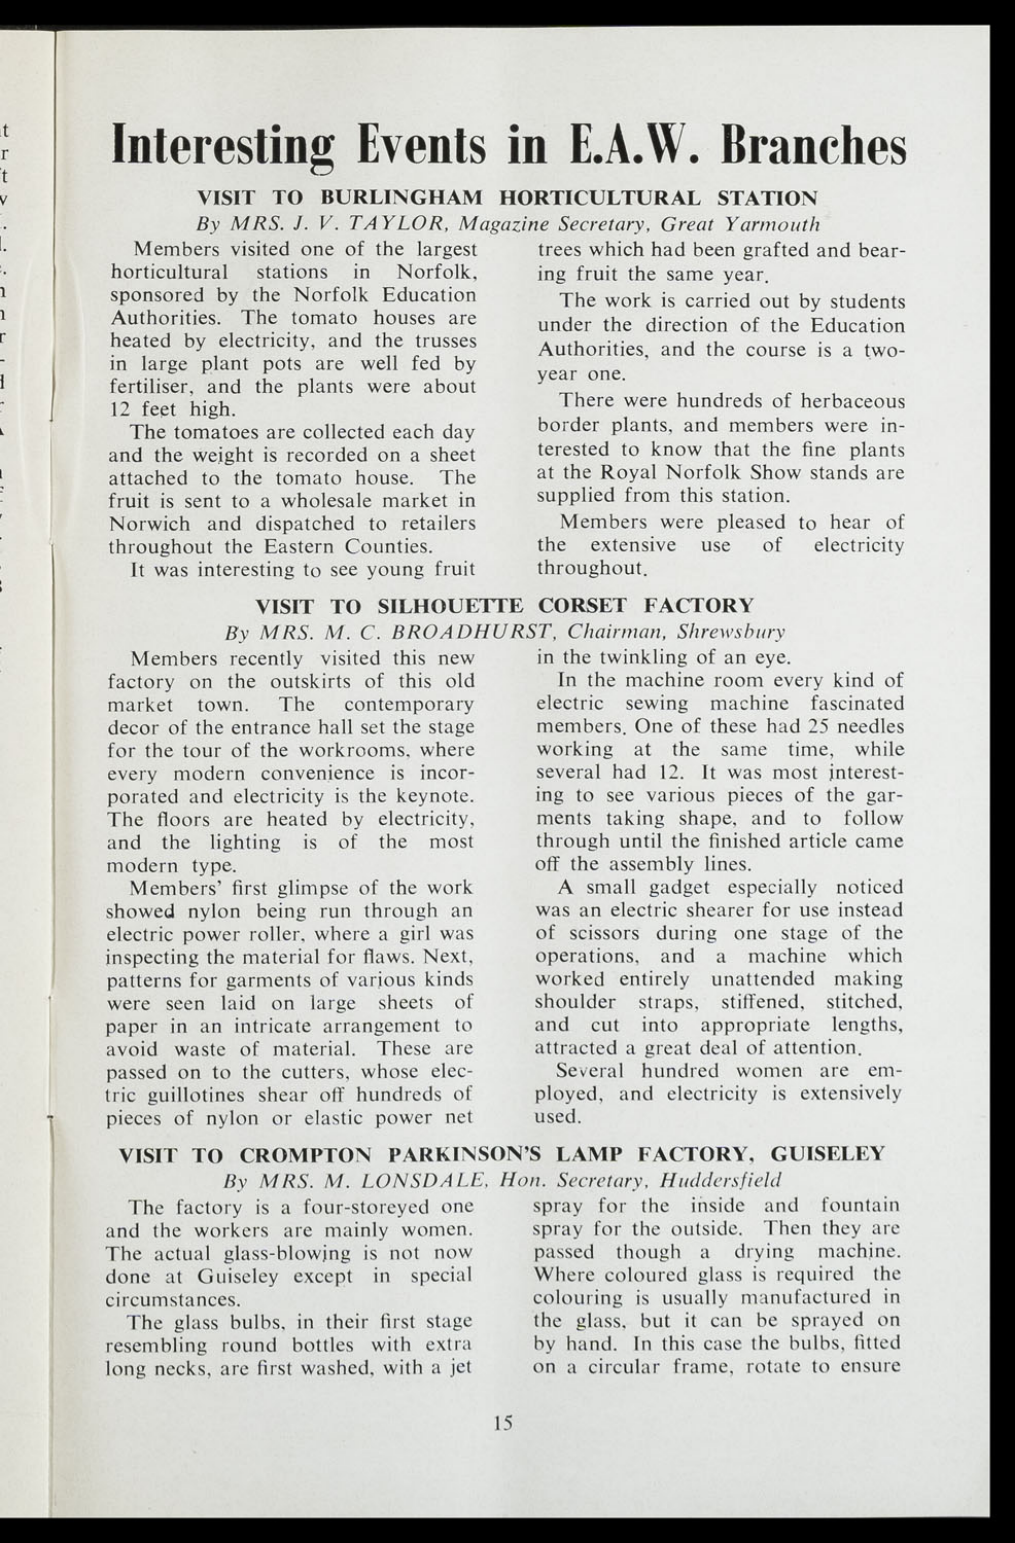 Interesting Events in E.A.W. Branches
VISIT TO BURLINGHAM HORTICULTURAL STATION
By MRS. J. V. TAYLOR, Magazine Secretary, Great Yarmouth
Members visited one of the largest
horticultural stations in Norfolk,
sponsored by the Norfolk Education
Authorities. The tomato houses are
heated by electricity, and the trusses
in large plant pots are well fed by
fertiliser, and the plants were about
12 feet high.
The tomatoes are collected each day
and the weight is recorded on a sheet
attached to the tomato house. The
fruit is sent to a wholesale market in
Norwich and dispatched to retailers
throughout the Eastern Counties.
It was interesting to see young fruit
trees which had been grafted and bear-
ing fruit the same year.
The work is carried out by students
under the direction of the Education
Authorities, and the course is a two-
year one.
There were hundreds of herbaceous
border plants, and members were in-
terested to know that the fine plants
at the Royal Norfolk Show stands are
supplied from this station.
Members were pleased to hear of
the extensive use of electricity
throughout.
VISIT TO SILHOUETTE CORSET FACTORY
By MRS. M. C. BROADHURST, Chairman, Shrewsbury
Members recently visited this new
factory on the outskirts of this old
market town. The contemporary
decor of the entrance hall set the stage
for the tour of the workrooms, where
every modern convenience is incor-
porated and electricity is the keynote.
The floors are heated by electricity,
and the lighting is of the most
modern type.
Members' first glimpse of the work
showed nylon being run through an
electric power roller, where a girl was
inspecting the material for flaws. Next,
patterns for garments of various kinds
were seen laid on large sheets of
paper in an intricate arrangement to
avoid waste of material. These are
passed on to the cutters, whose elec-
tric guillotines shear off hundreds of
pieces of nylon or elastic power net
in the twinkling of an eye.
In the machine room every kind of
electric sewing machine fascinated
members. One of these had 25 needles
working at the same time, while
several had 12. It was most interest-
ing to see various pieces of the gar-
ments taking shape, and to follow
through until the finished article came
off the assembly lines.
A small gadget especially noticed
was an electric shearer for use instead
of scissors during one stage of the
operations, and a machine which
worked entirely unattended making
shoulder straps, stiffened, stitched,
and cut into appropriate lengths,
attracted a great deal of attention.
Several hundred women are em-
ployed, and electricity is extensively
used.
VISIT TO CROMPTON PARKINSON'S LAMP FACTORY, GUISELEY
By MRS. M. LONSDALE, Hon. Secretary, Huddersfield
The factory is a four-storeyed one
and the workers are mainly women.
The actual glass-blowing is not now
done at Guiseley except in special
circumstances.
The glass bulbs, in their first stage
resembling round bottles with extra
long necks, are first washed, with a jet
spray for the inside and fountain
spray for the outside. Then they are
passed though a drying machine.
Where coloured glass is required the
colouring is usually manufactured in
the glass, but it can be sprayed on
by hand. In this case the bulbs, fitted
on a circular frame, rotate to ensure
15